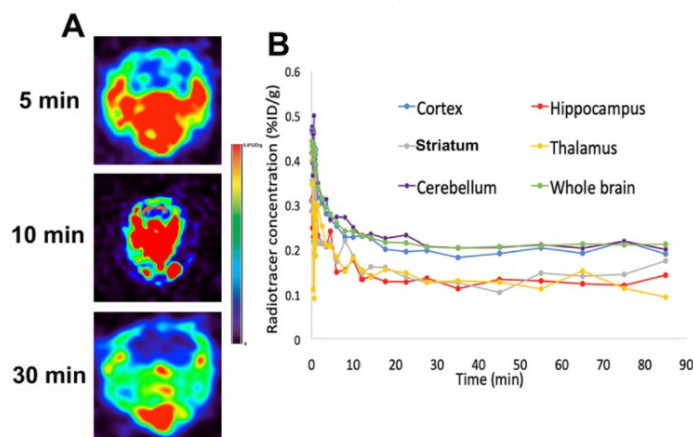 A
B
5 min
10 min
30 min
0
Radiotracer concentration (%ID/g)
0.6
0.5
0.4
0.3
0.2
0.1
0.0
Cortex
Hippocampus
Striatum
Thalamus
Cerebellum
Whole brain
0 10 20 30 40 50 60 70 80 90
Time (min)